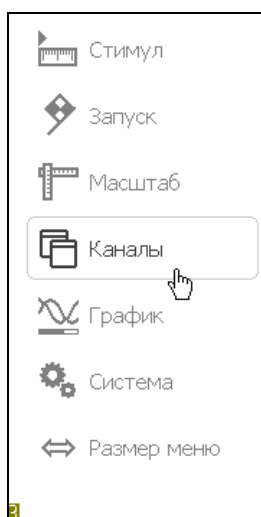 Стимул
Запуск
Масштаб
Каналы
График
Система
Размер меню